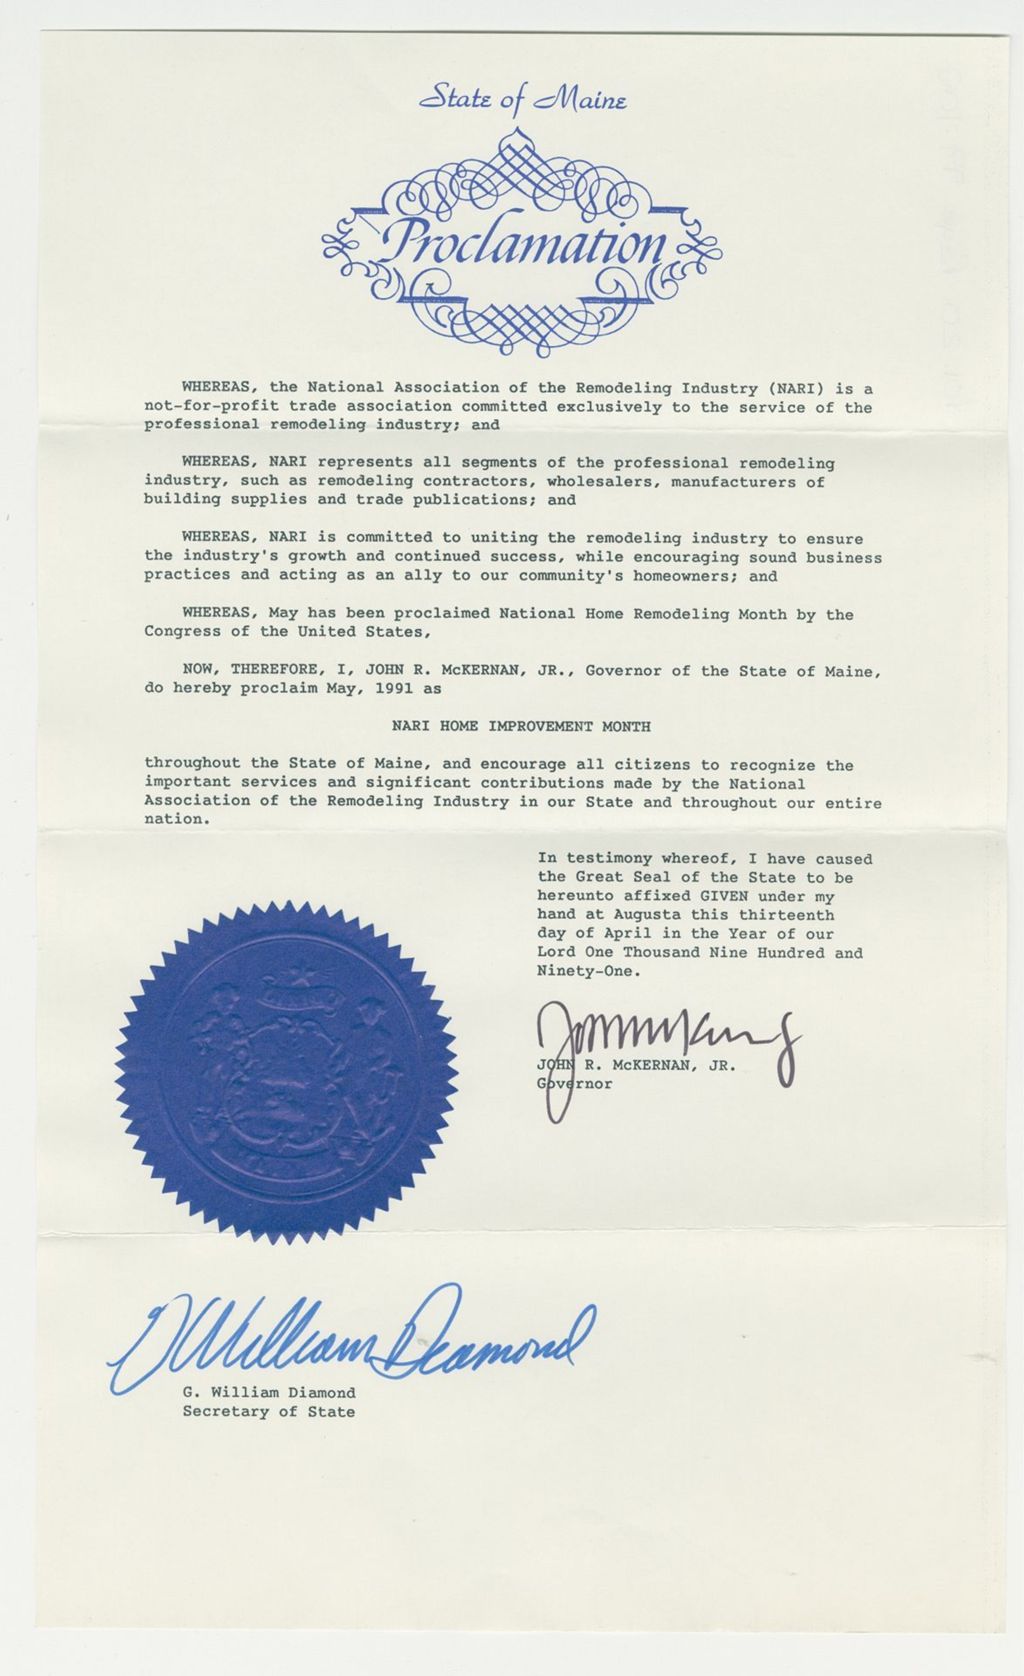 State of Maine
Proclamation
WHEREAS, the National Association of the Remodeling Industry (NARI) is a
not-for-profit trade association committed exclusively to the service of the
professional remodeling industry; and
WHEREAS, NARI represents all segments of the professional remodeling
industry, such as remodeling contractors, wholesalers, manufacturers of
building supplies and trade publications; and
WHEREAS, NARI is committed to uniting the remodeling industry to ensure
the industry's growth and continued success, while encouraging sound business
practices and acting as an ally to our community's homeowners; and
WHEREAS, May has been proclaimed National Home Remodeling Month by the
Congress of the United States,
NOW, THEREFORE, I, JOHN R. McKERNAN, JR., Governor of the State of Maine,
do hereby proclaim May, 1991 as
NARI HOME IMPROVEMENT MONTH
throughout the State of Maine, and encourage all citizens to recognize the
important services and significant contributions made by the National
Association of the Remodeling Industry in our State and throughout our entire
nation.
In testimony whereof, I have caused
the Great Seal of the State to be
hereunto affixed GIVEN under my
hand at Augusta this thirteenth
day of April in the Year of our
Lord One Thousand Nine Hundred and
Ninety-One.
JOHN R. McKERNAN, JR.
Governor
G William Diamond
G. William Diamond
Secretary of State